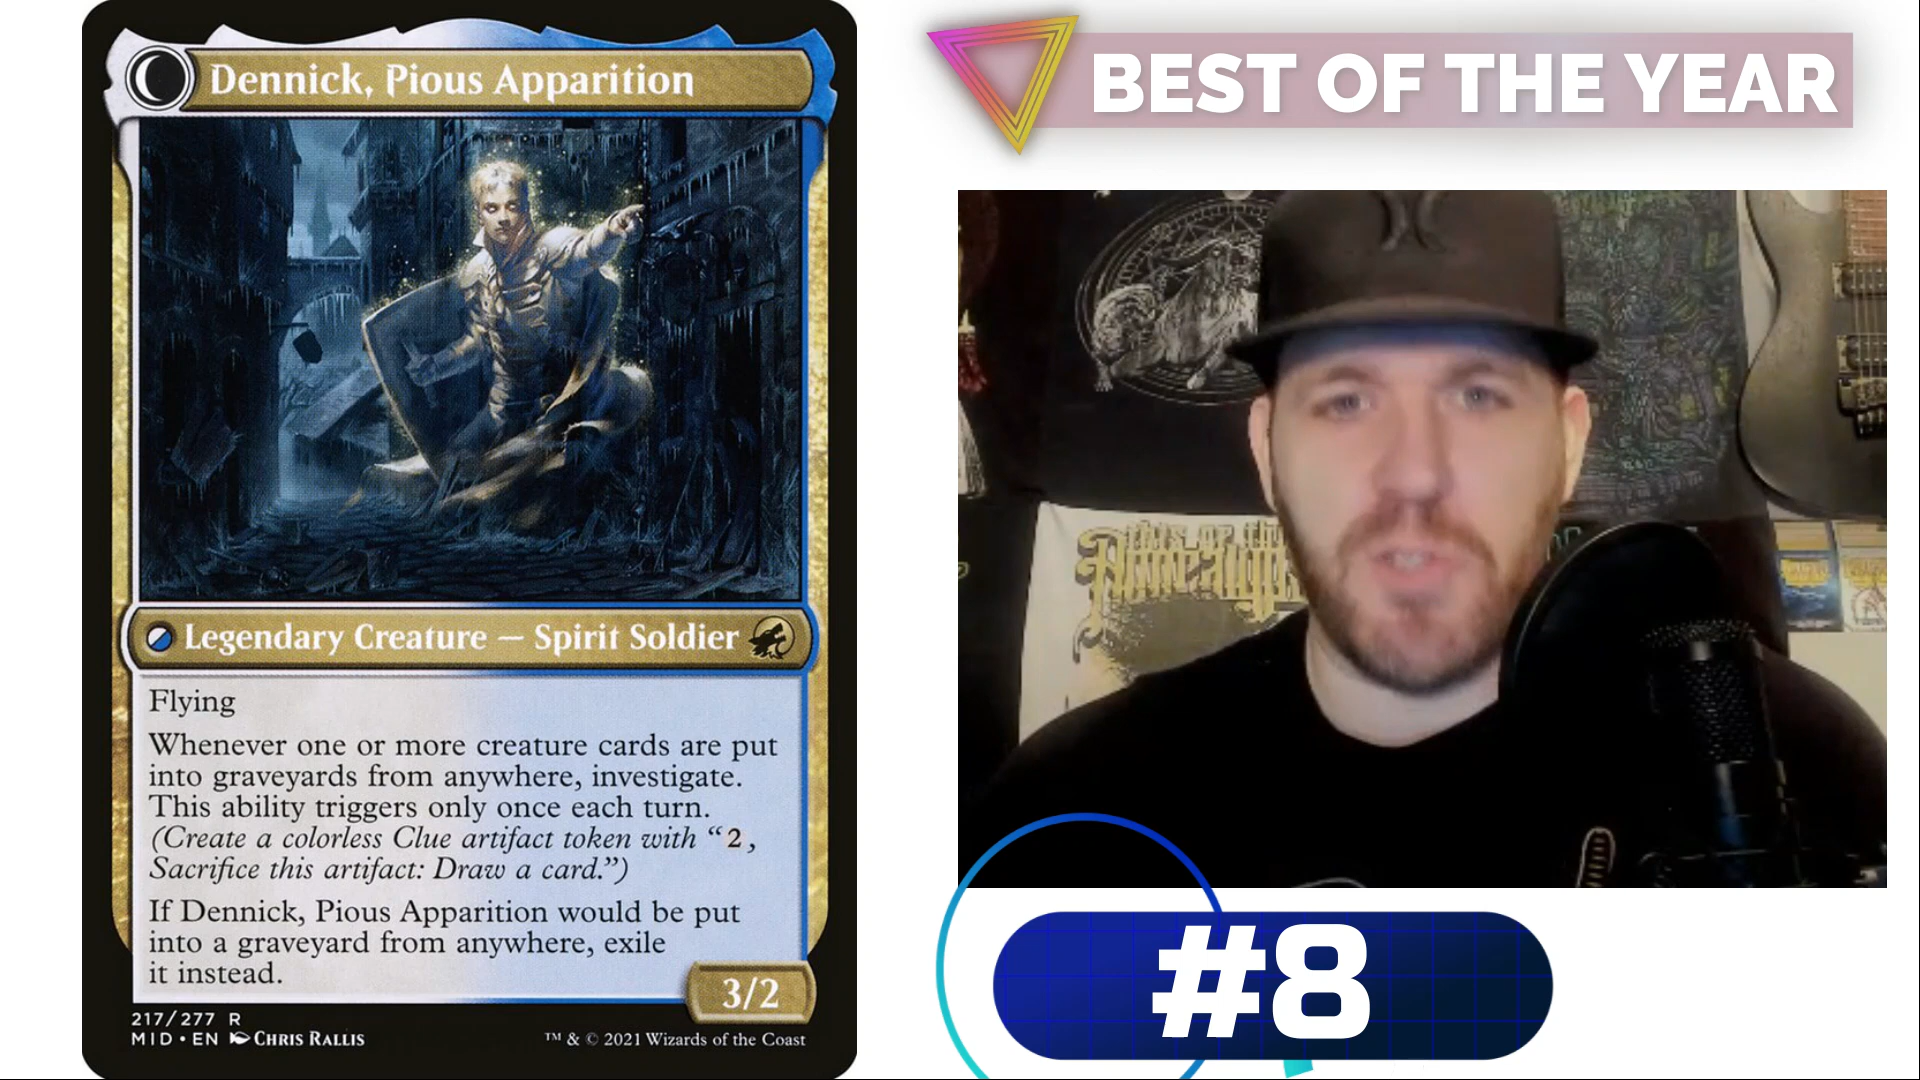 Dennick, Pious Apparition
BEST OF THE YEAR
Legendary Creature — Spirit Soldier
Flying
Whenever one or more creature cards are put
into graveyards from anywhere, investigate.
This ability triggers only once each turn.
(Create a colorless Clue artifact token with “2,
Sacrifice this artifact: Draw a card.”)
If Dennick, Pious Apparition would be put
into a graveyard from anywhere, exile
it instead.
3/2
217/277 R
MID • EN CHRIS RALLIS
™ & © 2021 Wizards of the Coast
#8